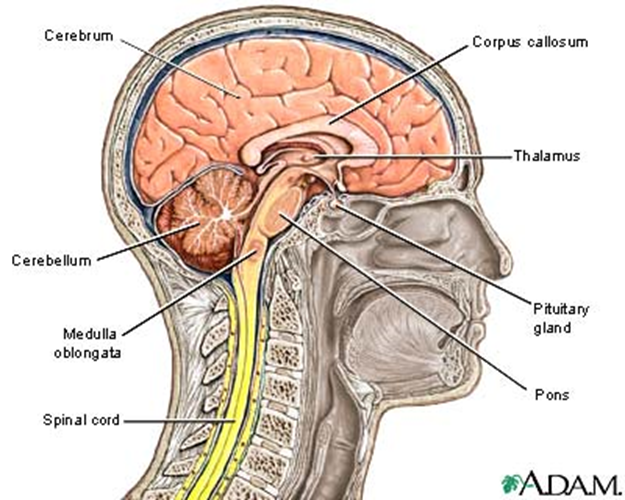 Cerebrum
Corpus callosum
Thalamus
Cerebellum
Pituitary
gland
Medulla
oblongata
Pons
Spinal cord
ADAM.